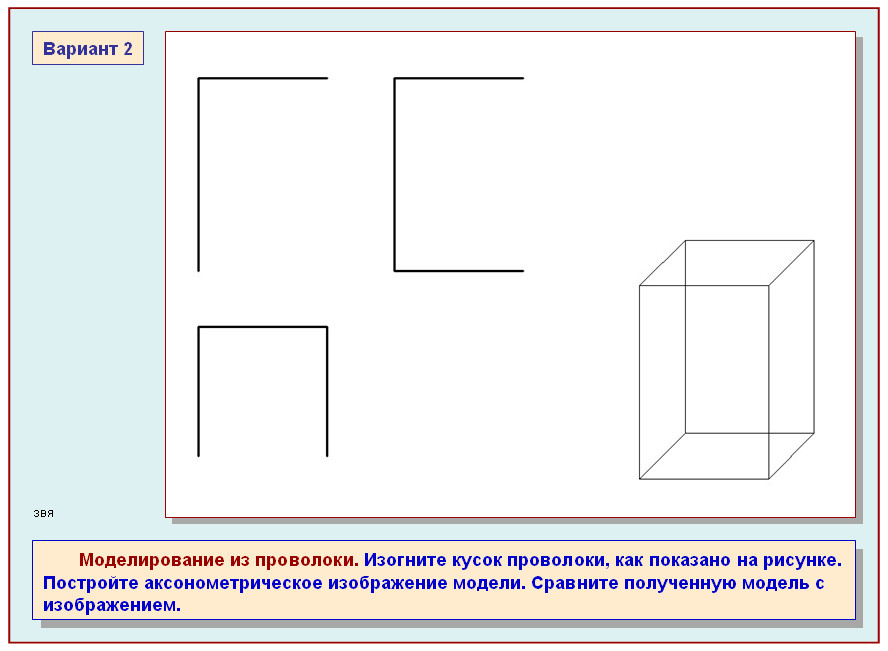 Вариант 2
звя
Моделирование из проволоки. Изогните кусок проволоки, как показано на рисунке.
Постройте аксонометрическое изображение модели. Сравните полученную модель с
изображением.